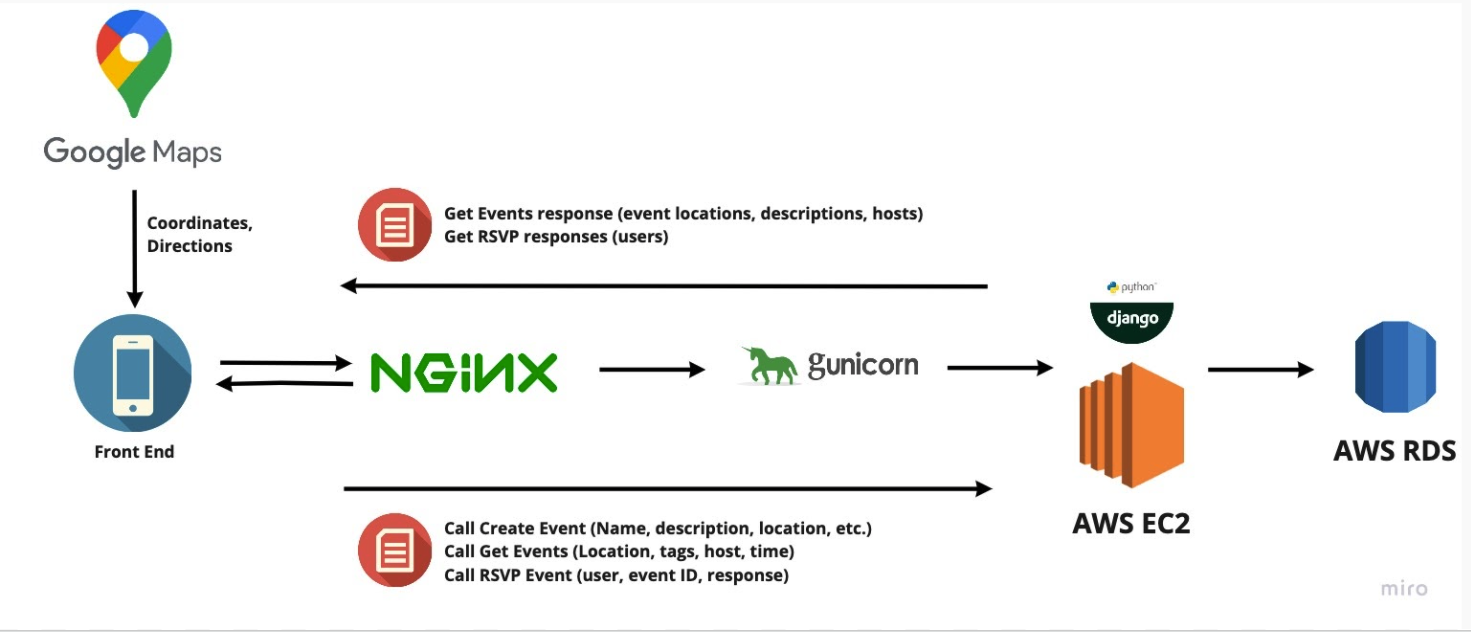 Google Maps
Coordinates,
Directions
Get Events response (event locations, descriptions, hosts)
Get RSVP responses (users)
python
django
NGINX
gunicorn
Front End
AWS RDS
AWS EC2
Call Create Event (Name, description, location, etc.)
Call Get Events (Location, tags, host, time)
Call RSVP Event (user, event ID, response)
miro